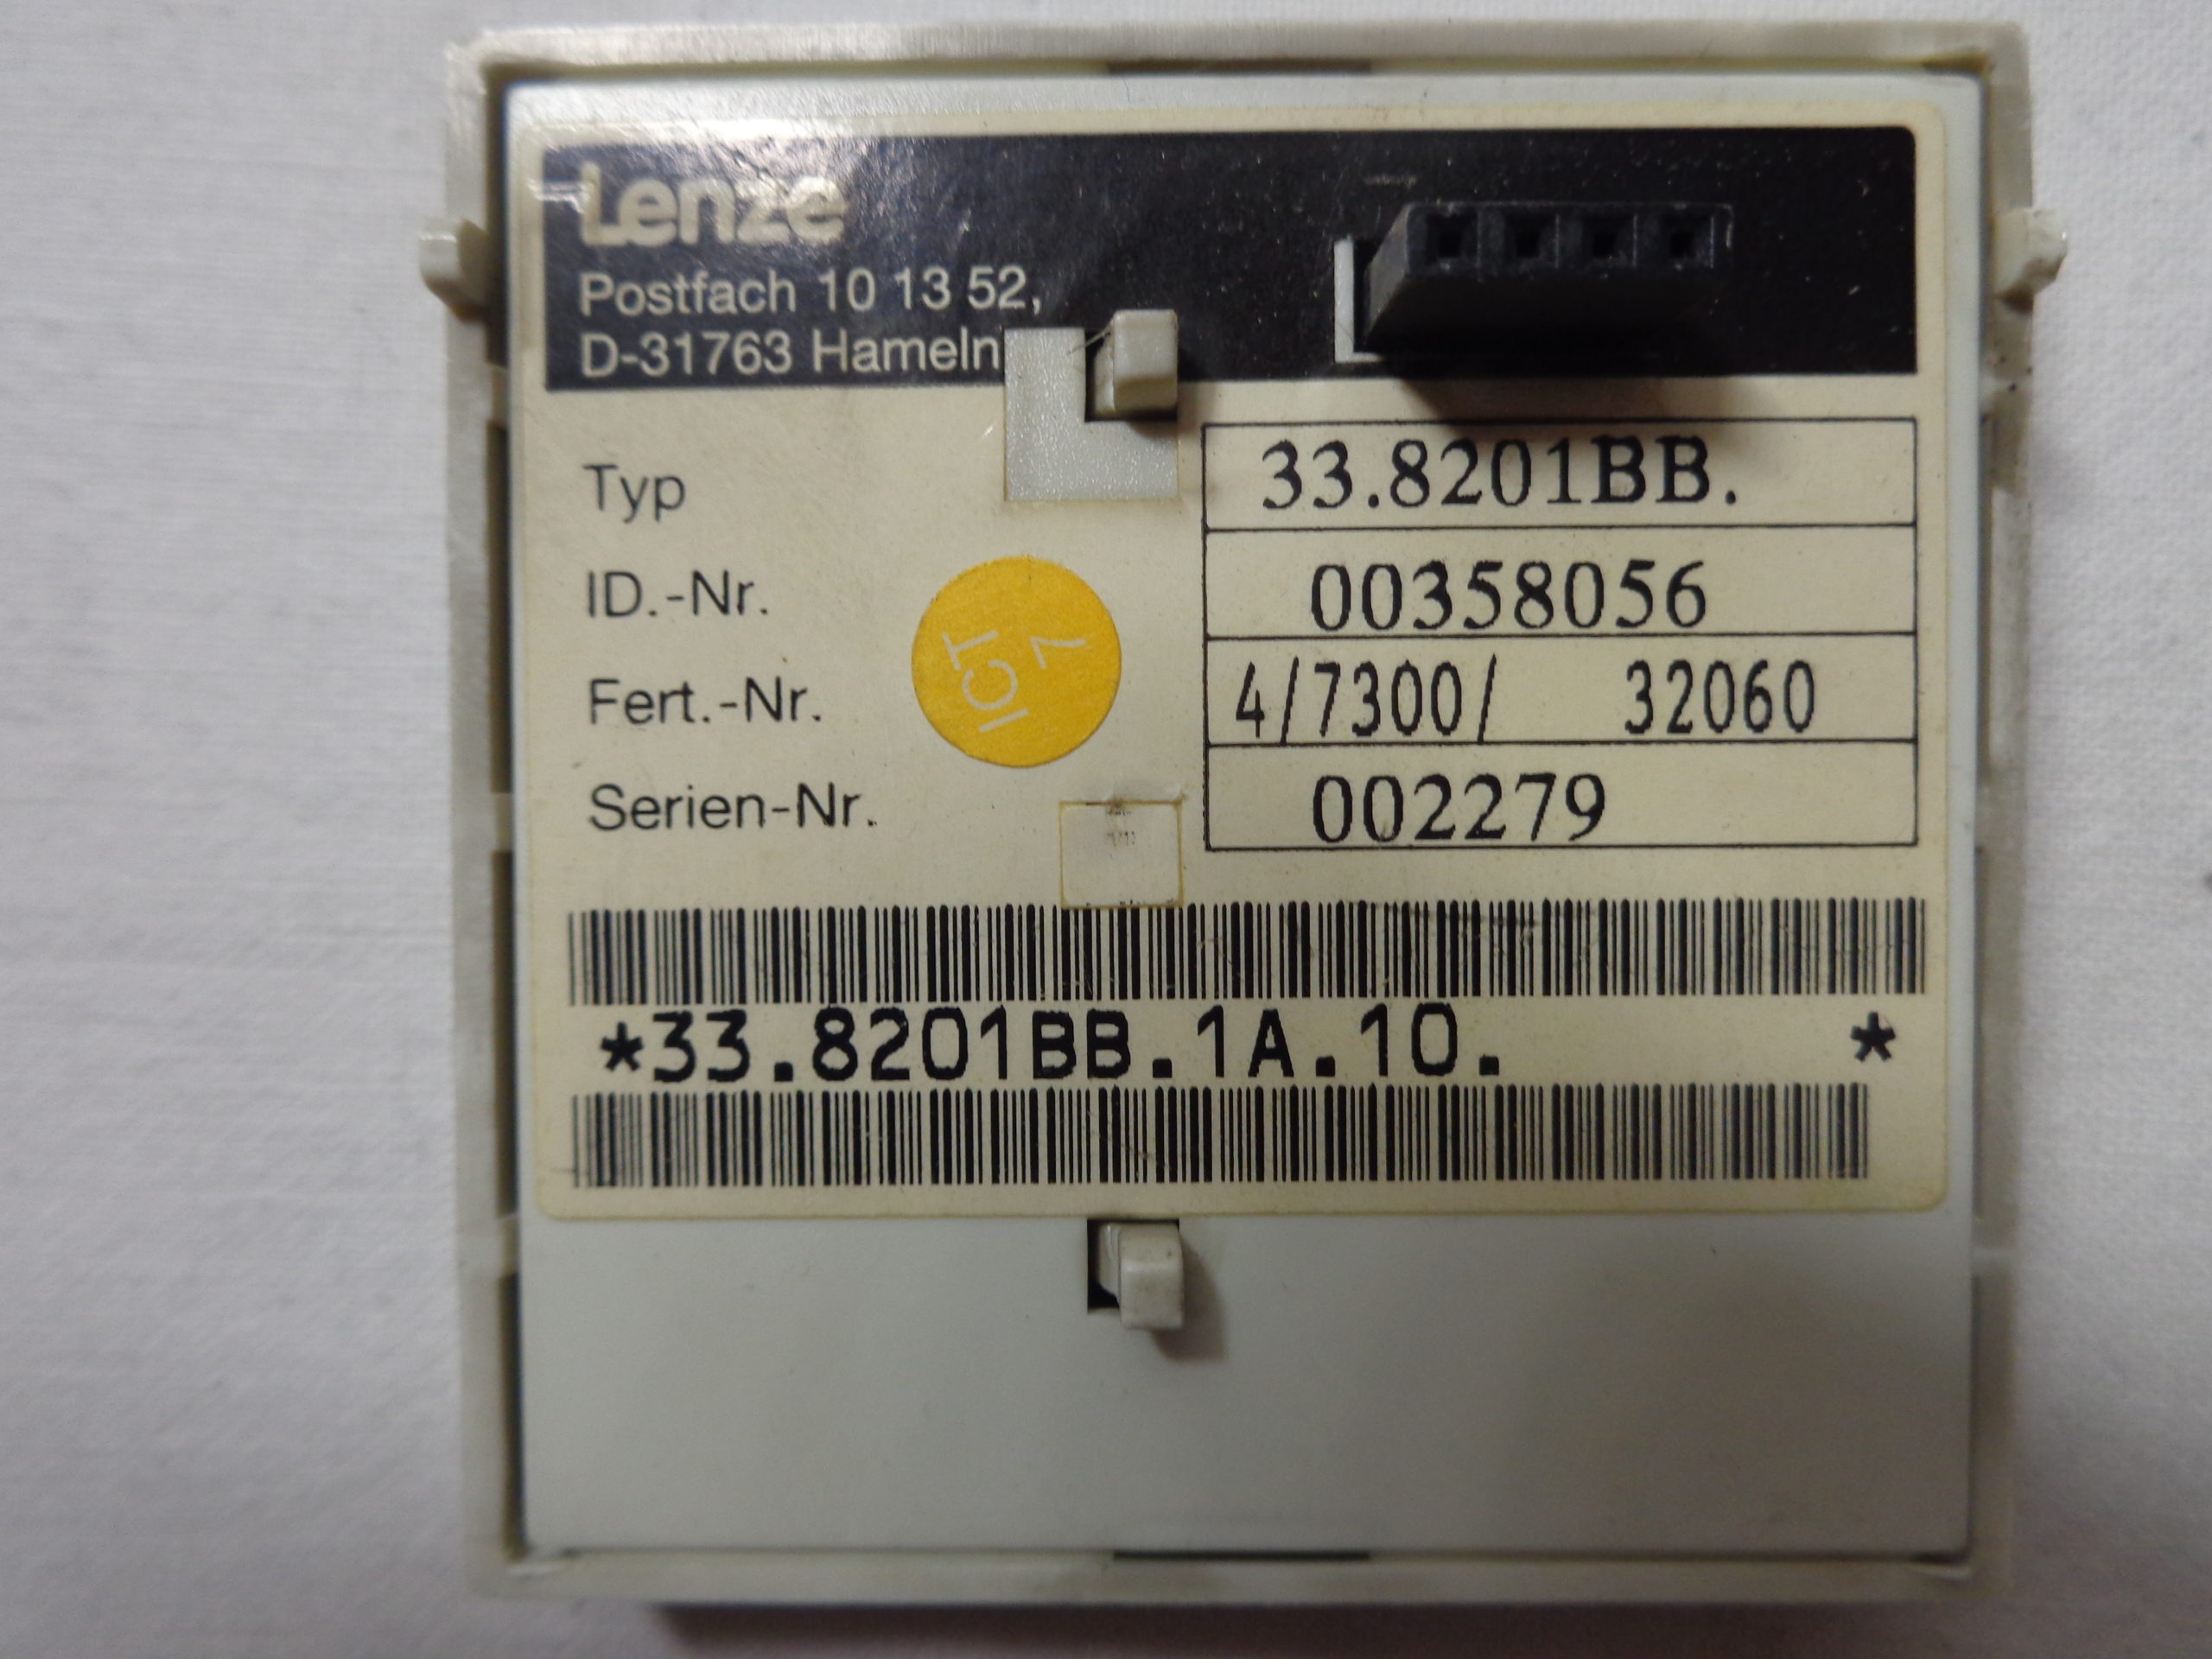 Lenze
Postfach 10 13 52,
D-31763 Hameln
Typ 33.8201BB.
ID.-Nr. 00358056
Fert.-Nr. 4/7300/ 32060
Serien-Nr. 002279
ICT
7
*33.8201BB.1A.10. *